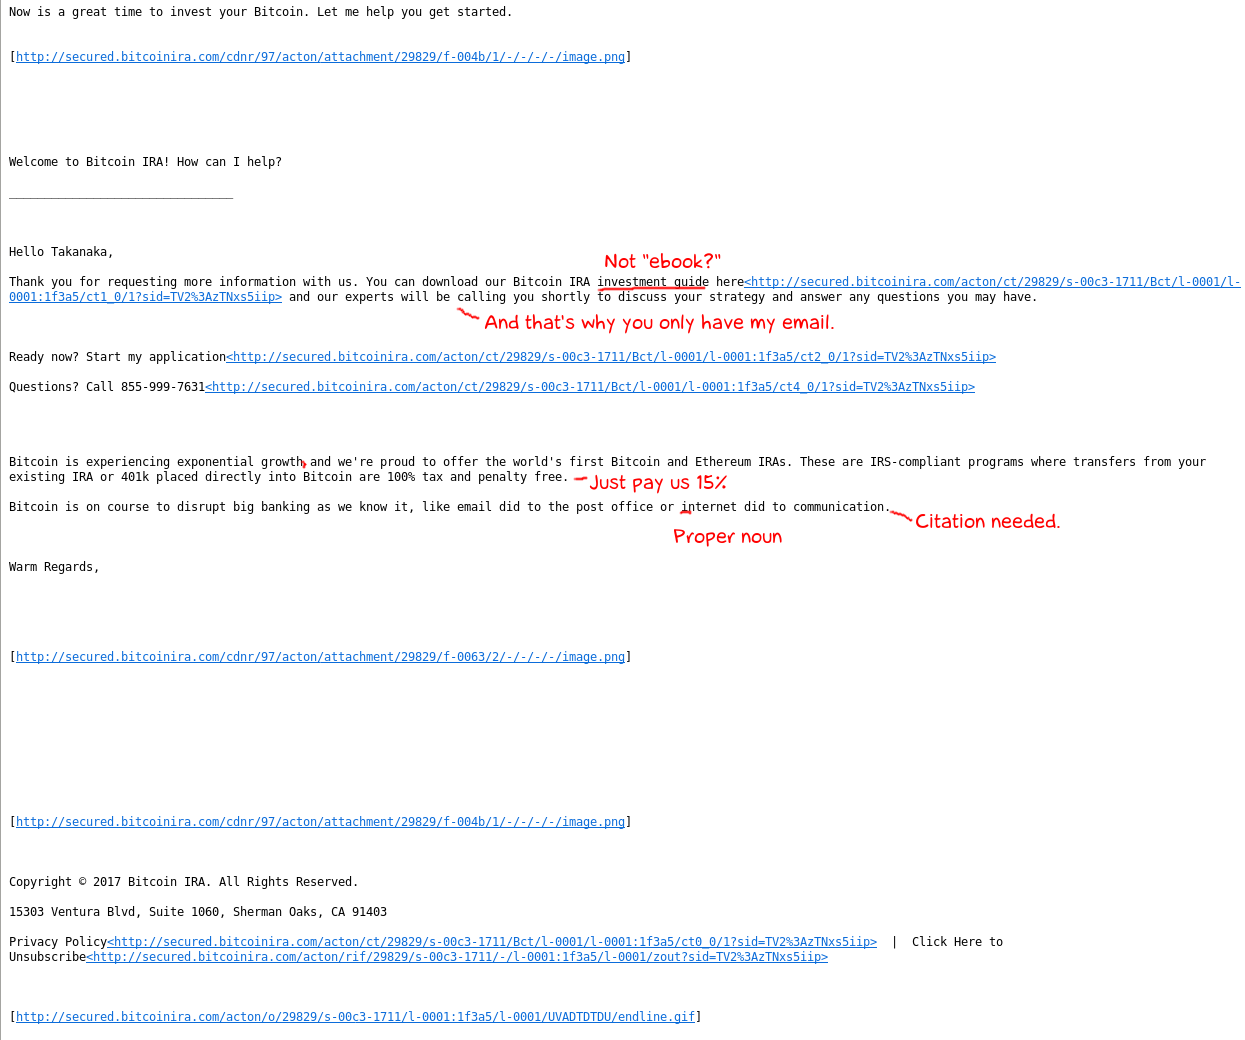 Now is a great time to invest your Bitcoin. Let me help you get started.
[http://secured.bitcoinira.com/cdnr/97/acton/attachment/29829/f-004b/1/-/-/-/-/image.png]
Welcome to Bitcoin IRA! How can I help?
________________________________
Hello Takanaka,
Not "ebook?"
Thank you for requesting more information with us. You can download our Bitcoin IRA investment guide here<http://secured.bitcoinira.com/acton/ct/29829/s-00c3-1711/Bct/l-0001/l-
0001:1f3a5/ct1_0/1?sid=TV2%3AzTNxs5iip> and our experts will be calling you shortly to discuss your strategy and answer any questions you may have.
And that's why you only have my email.
Ready now? Start my application<http://secured.bitcoinira.com/acton/ct/29829/s-00c3-1711/Bct/l-0001/l-0001:1f3a5/ct2_0/1?sid=TV2%3AzTNxs5iip>
Questions? Call 855-999-7631<http://secured.bitcoinira.com/acton/ct/29829/s-00c3-1711/Bct/l-0001/l-0001:1f3a5/ct4_0/1?sid=TV2%3AzTNxs5iip>
Bitcoin is experiencing exponential growth, and we're proud to offer the world's first Bitcoin and Ethereum IRAs. These are IRS-compliant programs where transfers from your
existing IRA or 401k placed directly into Bitcoin are 100% tax and penalty free.
Just pay us 15%
Bitcoin is on course to disrupt big banking as we know it, like email did to the post office or internet did to communication.
Citation needed.
Proper noun
Warm Regards,
[http://secured.bitcoinira.com/cdnr/97/acton/attachment/29829/f-0063/2/-/-/-/-/image.png]
[http://secured.bitcoinira.com/cdnr/97/acton/attachment/29829/f-004b/1/-/-/-/-/image.png]
Copyright © 2017 Bitcoin IRA. All Rights Reserved.
15303 Ventura Blvd, Suite 1060, Sherman Oaks, CA 91403
Privacy Policy<http://secured.bitcoinira.com/acton/ct/29829/s-00c3-1711/Bct/l-0001/l-0001:1f3a5/ct0_0/1?sid=TV2%3AzTNxs5iip> | Click Here to
Unsubscribe<http://secured.bitcoinira.com/acton/rif/29829/s-00c3-1711/-/l-0001:1f3a5/l-0001/zout?sid=TV2%3AzTNxs5iip>
[http://secured.bitcoinira.com/acton/o/29829/s-00c3-1711/l-0001:1f3a5/l-0001/UVADTDTDU/endline.gif]